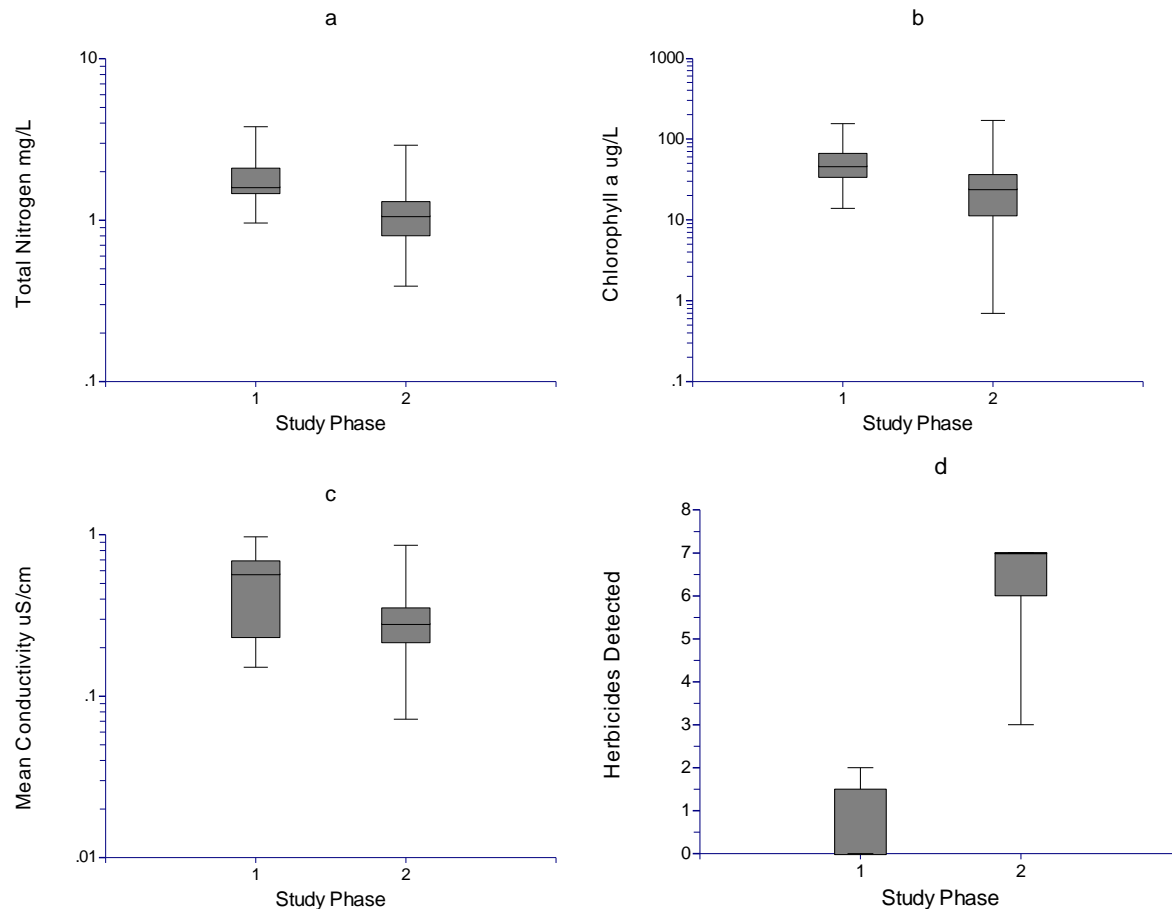 a
10
1
.1
Total Nitrogen mg/L
1
2
Study Phase
b
1000
100
10
1
.1
Chlorophyll a ug/L
1
2
Study Phase
c
1
.1
.01
Mean Conductivity uS/cm
1
2
Study Phase
d
8
7
6
5
4
3
2
1
0
Herbicides Detected
1
2
Study Phase